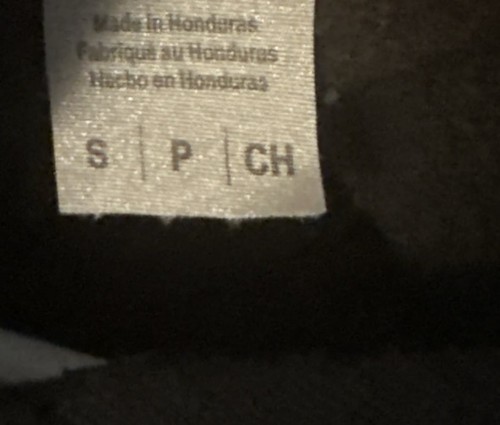 Made in Honduras
Fabriqué au Honduras
Hecho en Honduras
S | P | CH